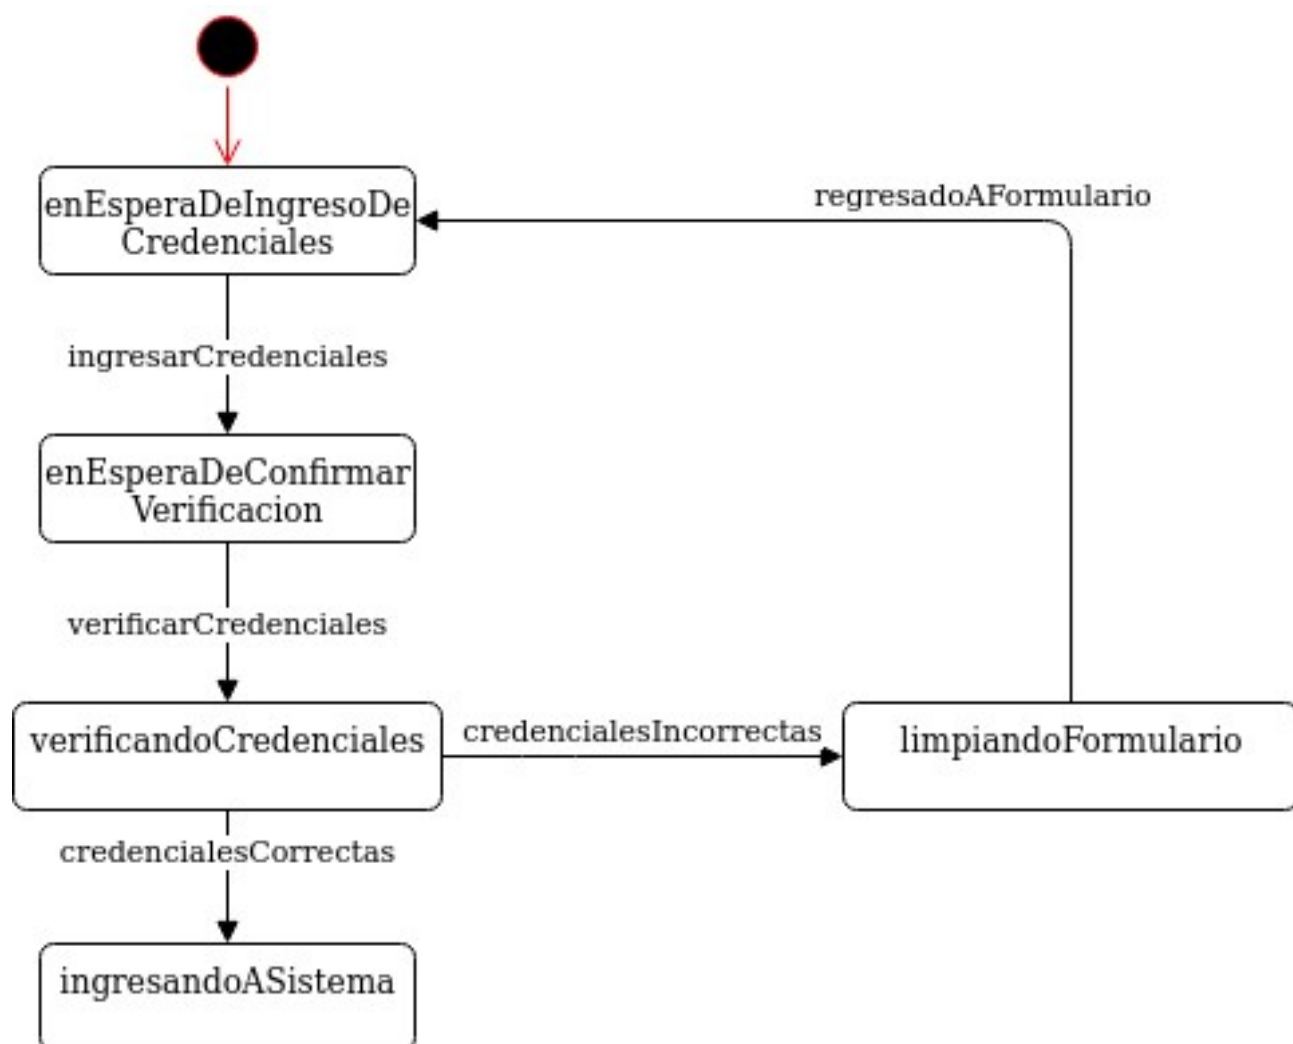 enEsperaDeIngresoDe
Credenciales
regresadoAFormulario
ingresarCredenciales
enEsperaDeConfirmar
Verificacion
verificarCredenciales
verificandoCredenciales
credencialesIncorrectas
limpiandoFormulario
credencialesCorrectas
ingresandoASistema